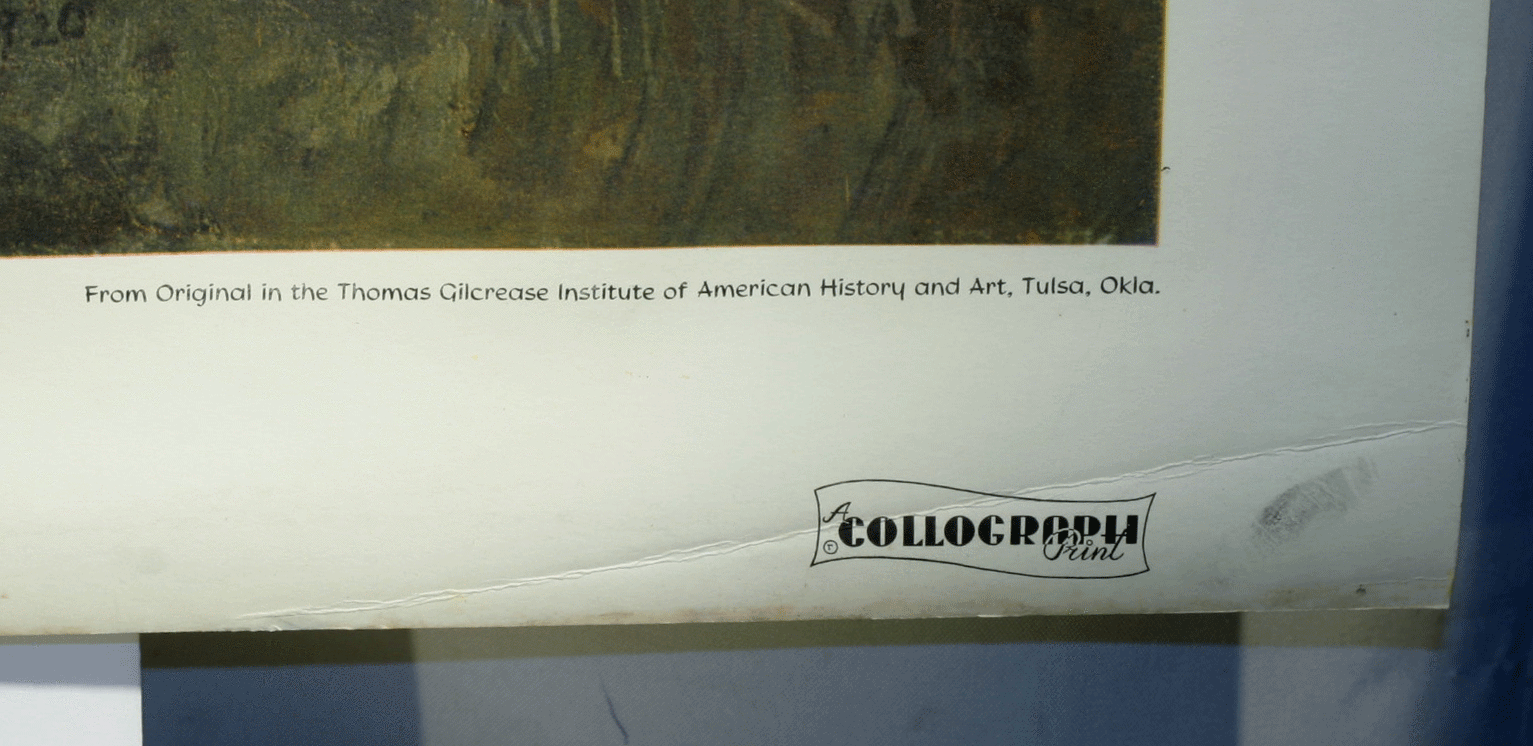 From Original in the Thomas Gilcrease Institute of American History and Art, Tulsa, Okla.
A
COLLOGRAPH
Print